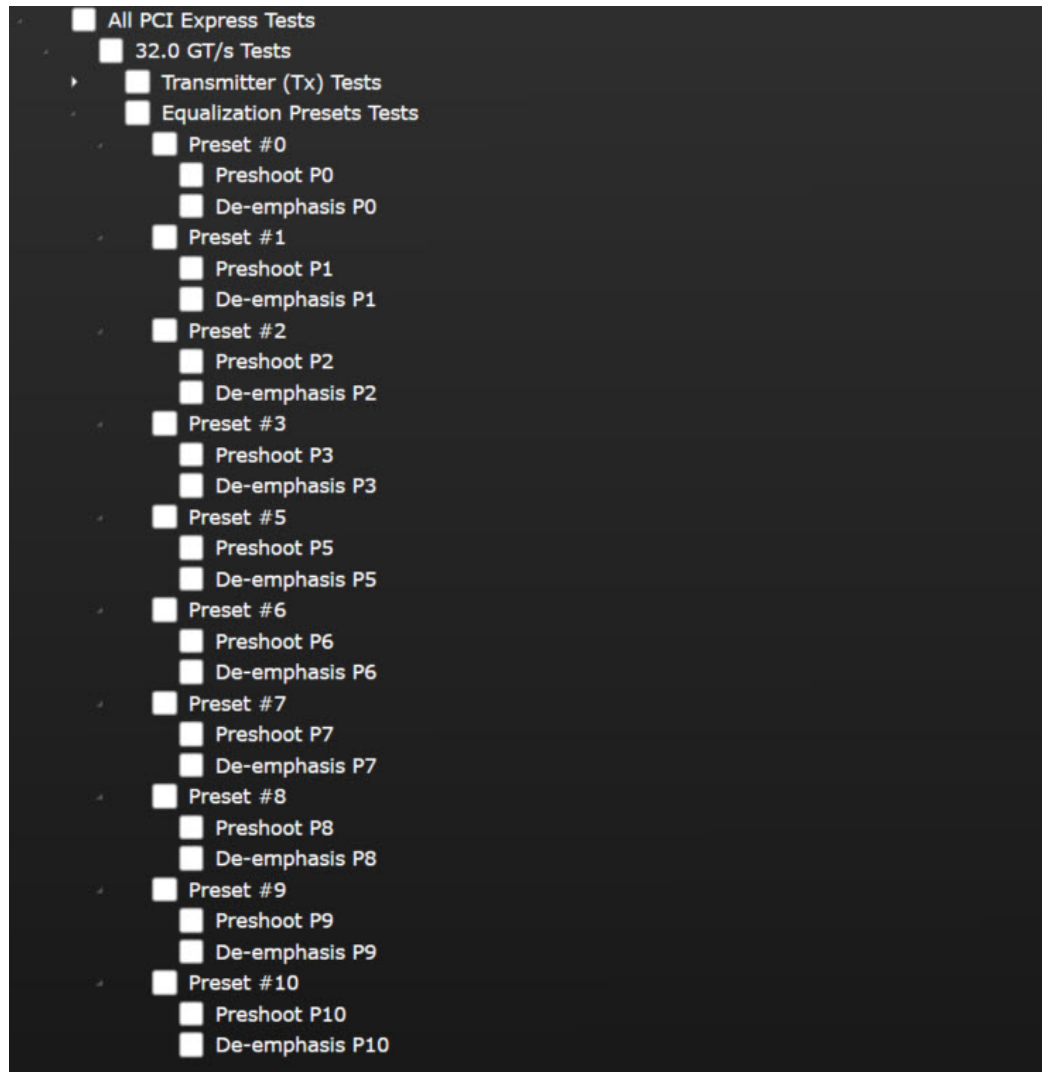 All PCI Express Tests
32.0 GT/s Tests
Transmitter (Tx) Tests
Equalization Presets Tests
Preset #0
Preshoot P0
De-emphasis P0
Preset #1
Preshoot P1
De-emphasis P1
Preset #2
Preshoot P2
De-emphasis P2
Preset #3
Preshoot P3
De-emphasis P3
Preset #5
Preshoot P5
De-emphasis P5
Preset #6
Preshoot P6
De-emphasis P6
Preset #7
Preshoot P7
De-emphasis P7
Preset #8
Preshoot P8
De-emphasis P8
Preset #9
Preshoot P9
De-emphasis P9
Preset #10
Preshoot P10
De-emphasis P10